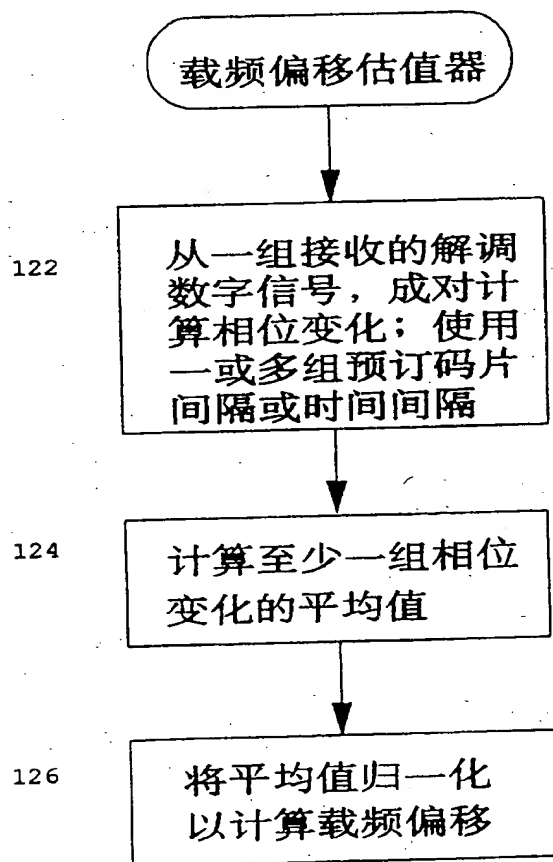 载频偏移估值器
122
从一组接收的解调
数字信号，成对计
算相位变化；使用
一或多组预订码片
间隔或时间间隔
124
计算至少一组相位
变化的平均值
126
将平均值归一化
以计算载频偏移